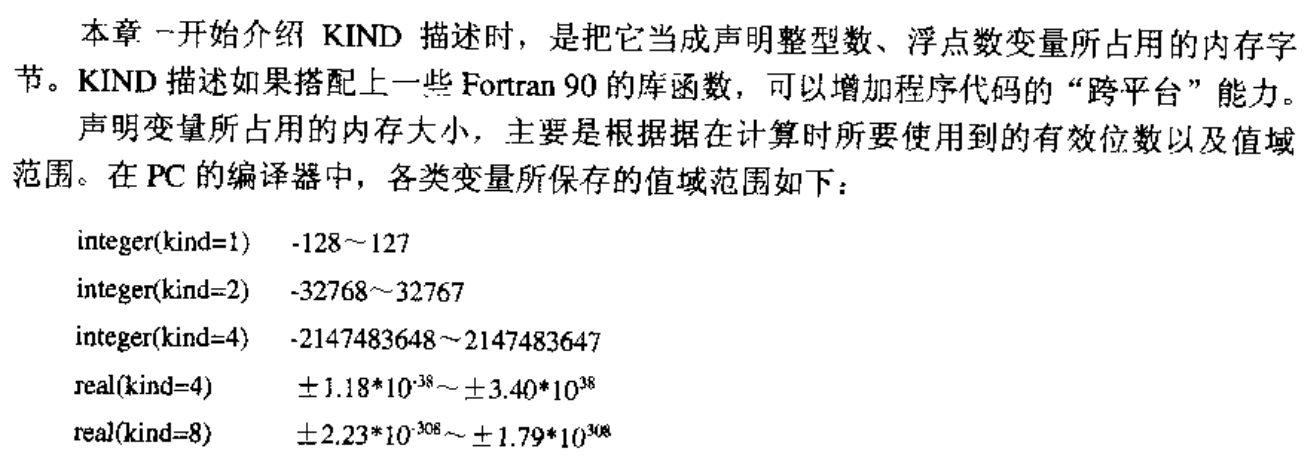 本章一开始介绍 KIND 描述时，是把它当成声明整型数、浮点数变量所占用的内存字
节。KIND 描述如果搭配上一些 Fortran 90 的库函数，可以增加程序代码的“跨平台”能力。
声明变量所占用的内存大小，主要是根据据在计算时所要使用到的有效位数以及值域
范围。在 PC 的编译器中，各类变量所保存的值域范围如下：
integer(kind=1) -128～127
integer(kind=2) -32768～32767
integer(kind=4) -2147483648～2147483647
real(kind=4) ±1.18*10^-38～±3.40*10^38
real(kind=8) ±2.23*10^-308～±1.79*10^308